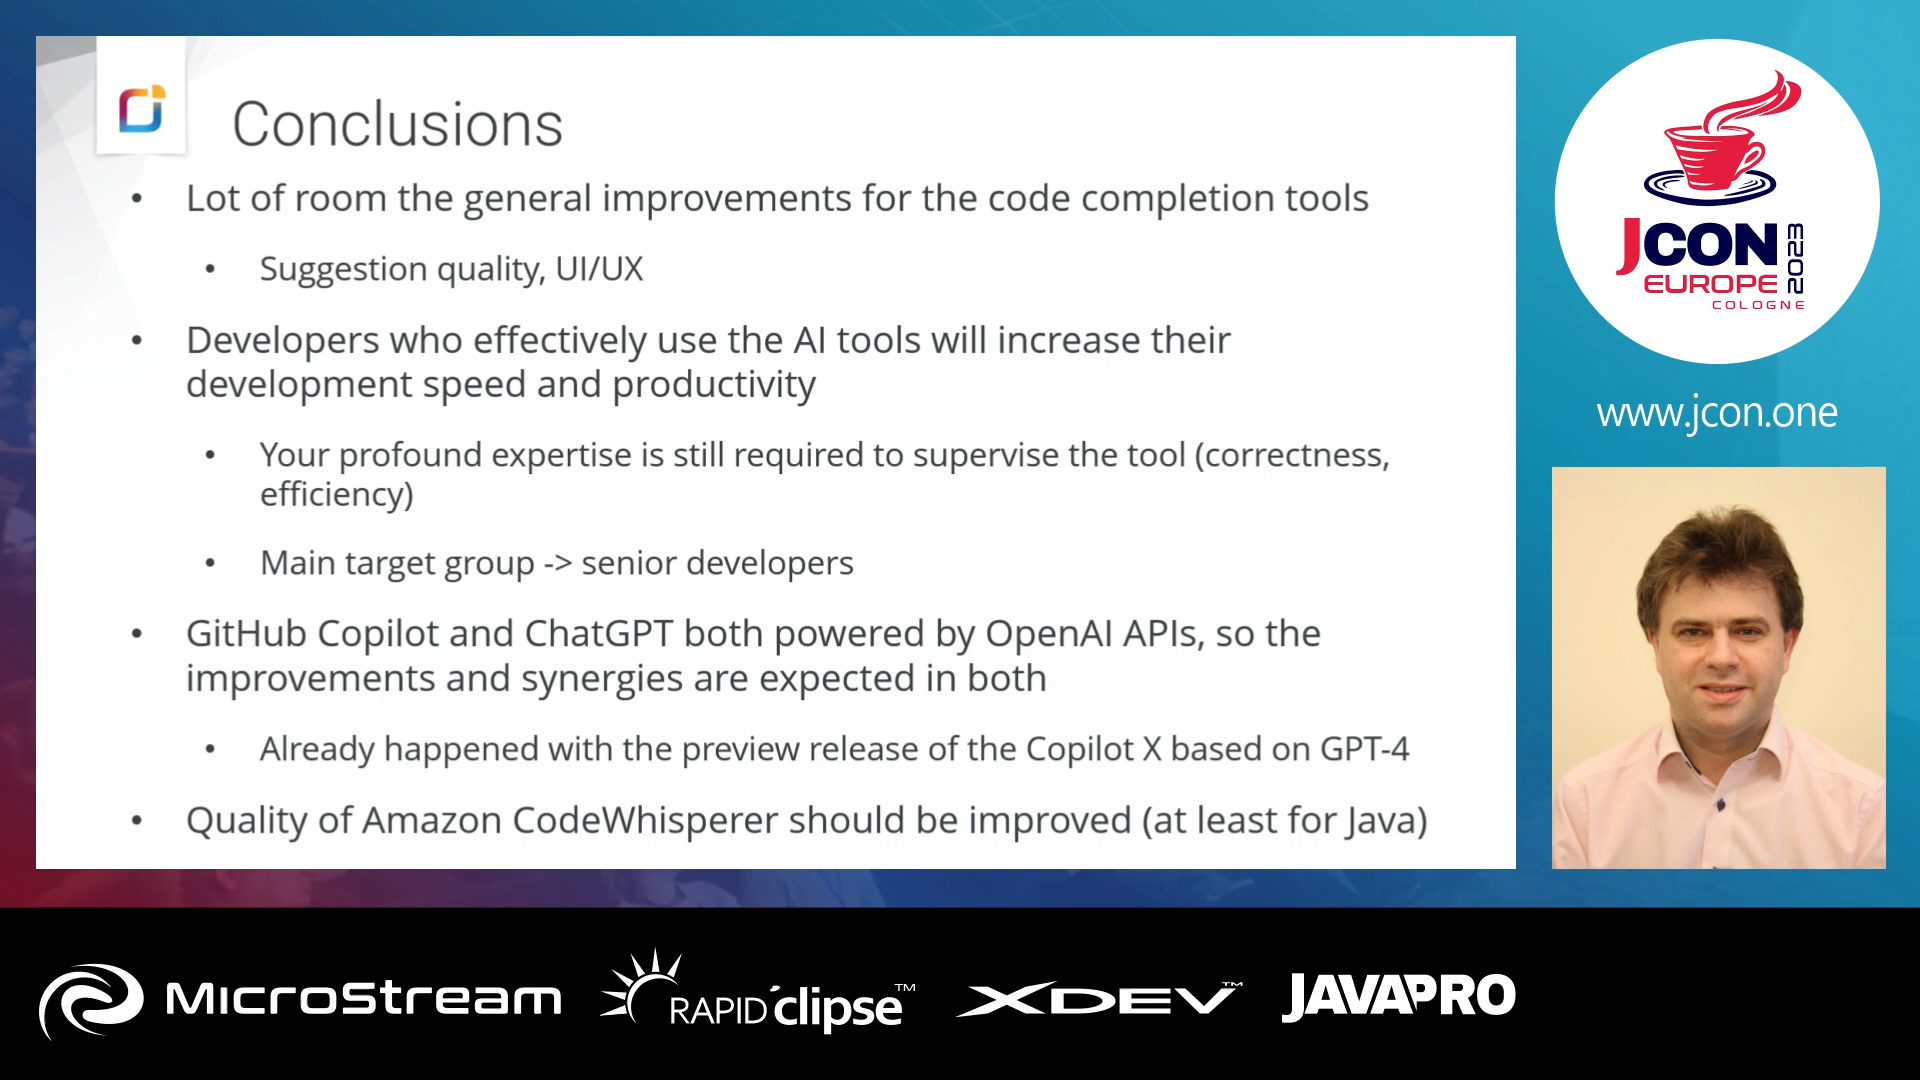 Conclusions
• Lot of room the general improvements for the code completion tools
• Suggestion quality, UI/UX
• Developers who effectively use the AI tools will increase their
development speed and productivity
• Your profound expertise is still required to supervise the tool (correctness,
efficiency)
• Main target group -> senior developers
• GitHub Copilot and ChatGPT both powered by OpenAI APIs, so the
improvements and synergies are expected in both
• Already happened with the preview release of the Copilot X based on GPT-4
• Quality of Amazon CodeWhisperer should be improved (at least for Java)
JCON
EUROPE
2023
COLOGNE
www.jcon.one
MicroStream
RAPIDclipse™
XDEV™
JAVAPRO